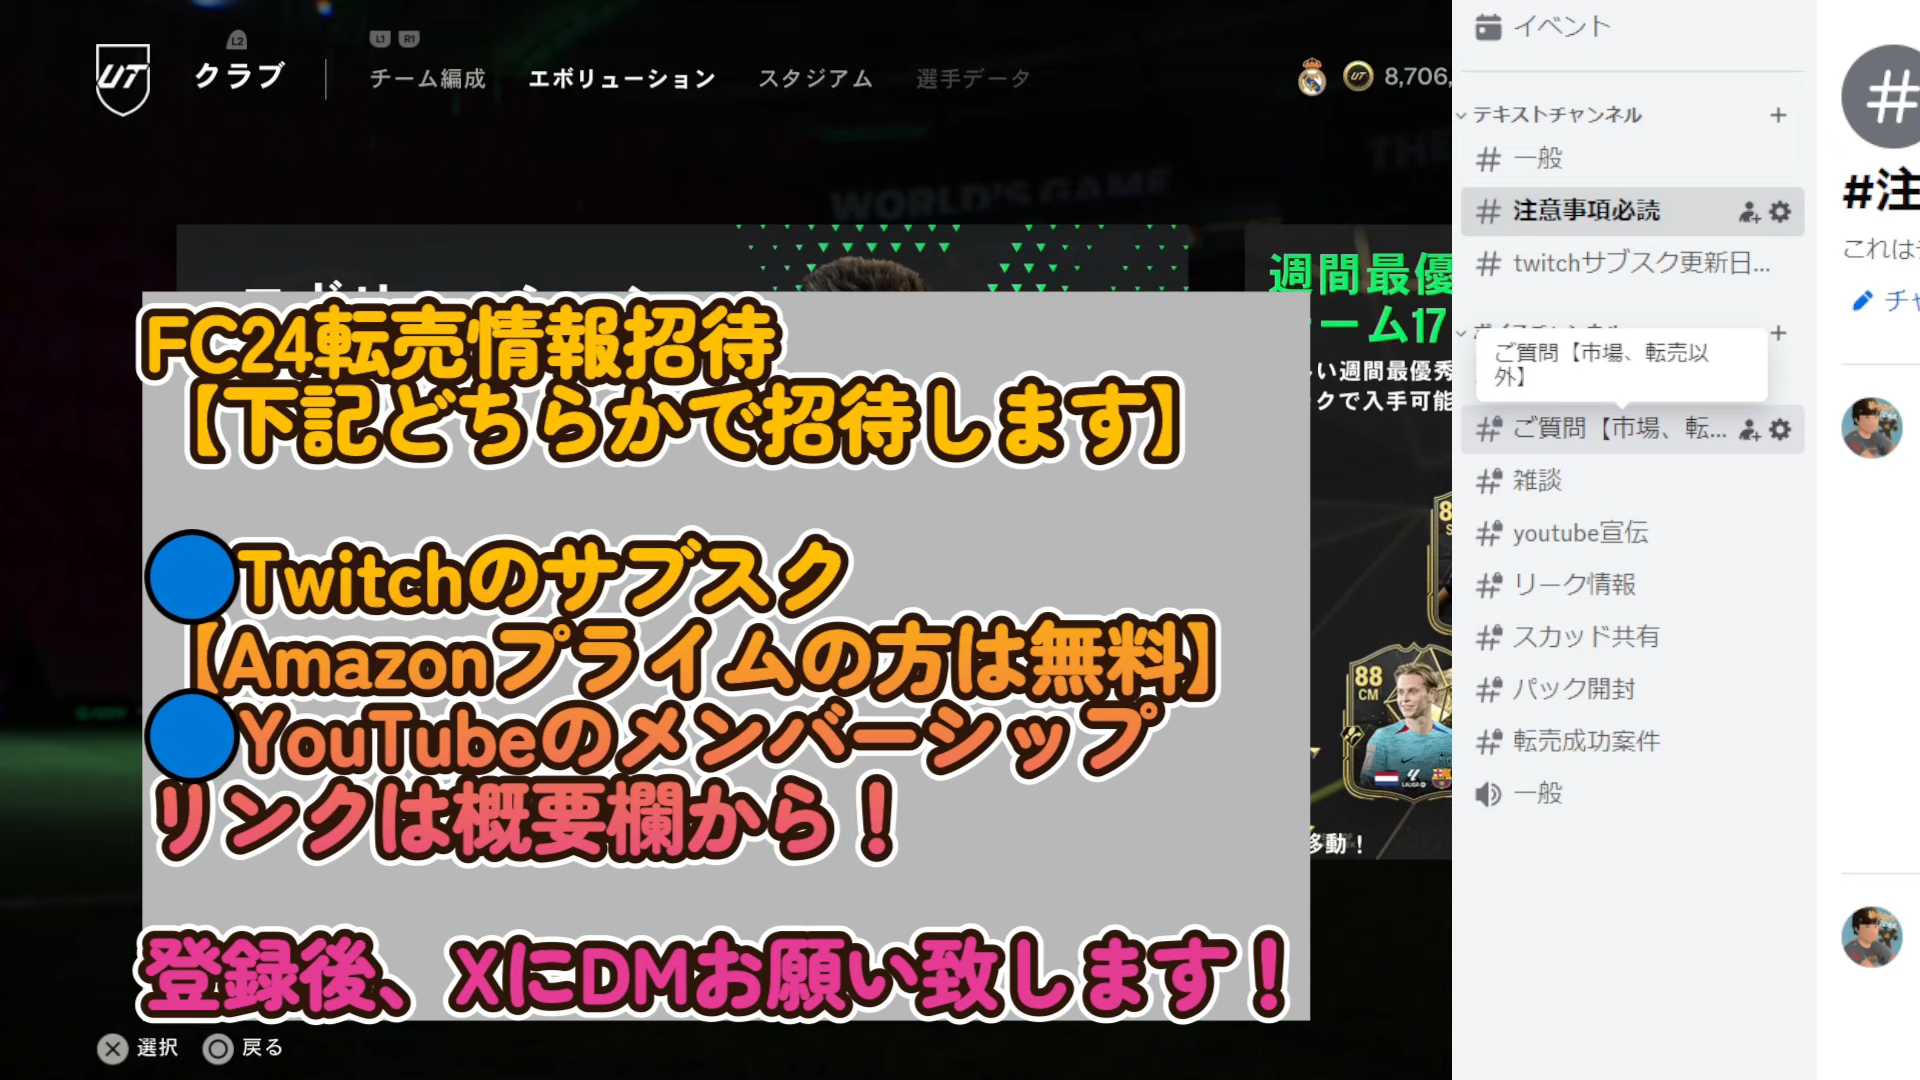 L2
クラブ
L1 R1
チーム編成
エボリューション
スタジアム
選手データ
UT
8,706,
WORLD'S GAME
週間最優
ーム17
い週間最優秀
クで入手可能
88
CM
LALIGA
移動！
FC24転売情報招待
【下記どちらかで招待します】
🔵Twitchのサブスク
【Amazonプライムの方は無料】
🔵YouTubeのメンバーシップ
リンクは概要欄から！
登録後、XにDMお願い致します！
選択
戻る
イベント
テキストチャンネル
# 一般
# 注意事項必読
# twitchサブスク更新日...
ご質問【市場、転売以
外】
# ご質問【市場、転...
# 雑談
# youtube宣伝
# リーク情報
# スカッド共有
# パック開封
# 転売成功案件
一般
#
#注
これは
チャ